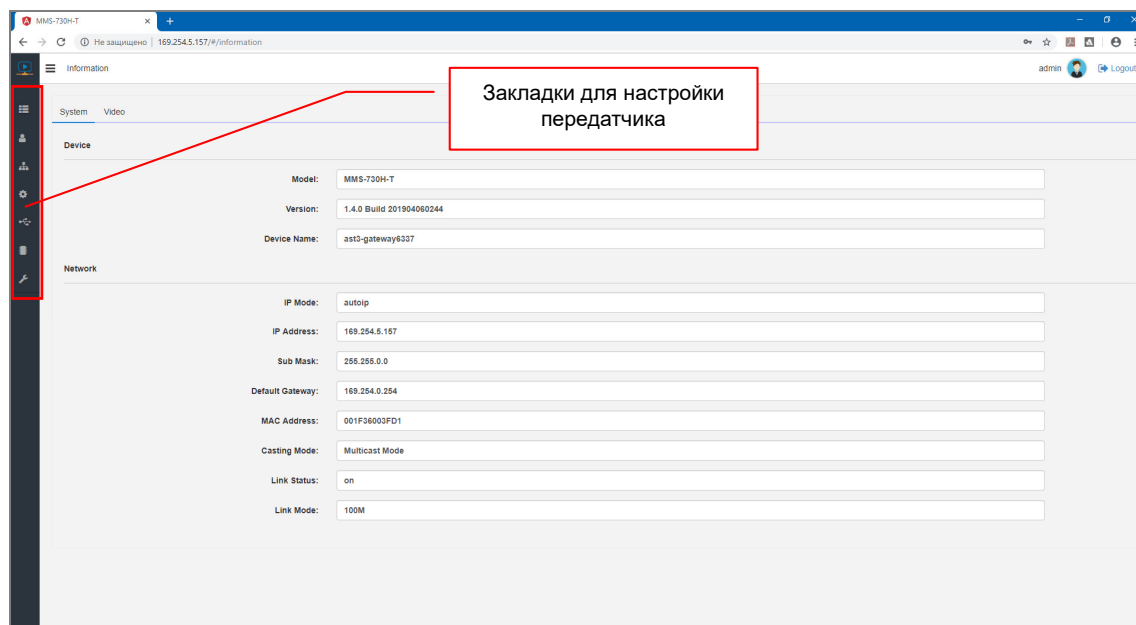 MMS-730H-T
Не защищено | 169.254.5.157/#/information
Information
admin
Logout
Закладки для настройки
передатчика
System Video
Device
Model: MMS-730H-T
Version: 1.4.0 Build 201904060244
Device Name: ast3-gateway6337
Network
IP Mode: autoip
IP Address: 169.254.5.157
Sub Mask: 255.255.0.0
Default Gateway: 169.254.0.254
MAC Address: 001F36003FD1
Casting Mode: Multicast Mode
Link Status: on
Link Mode: 100M